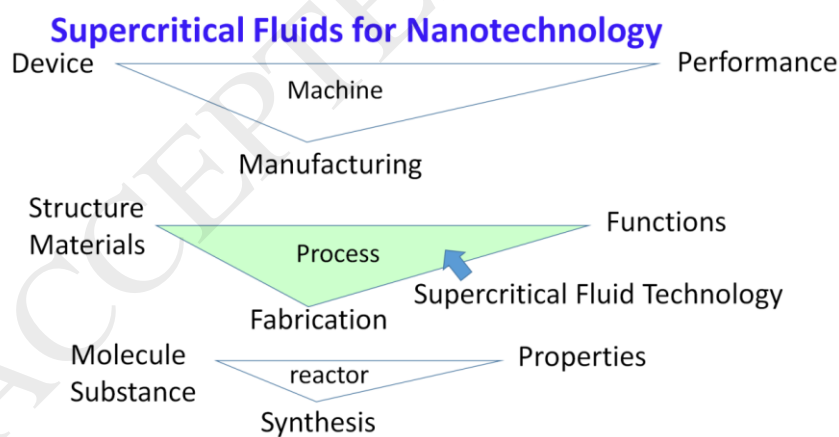 Supercritical Fluids for Nanotechnology
Device
Performance
Machine
Manufacturing
Structure
Materials
Functions
Process
Supercritical Fluid Technology
Fabrication
Molecule
Substance
Properties
reactor
Synthesis
ACCEPTE